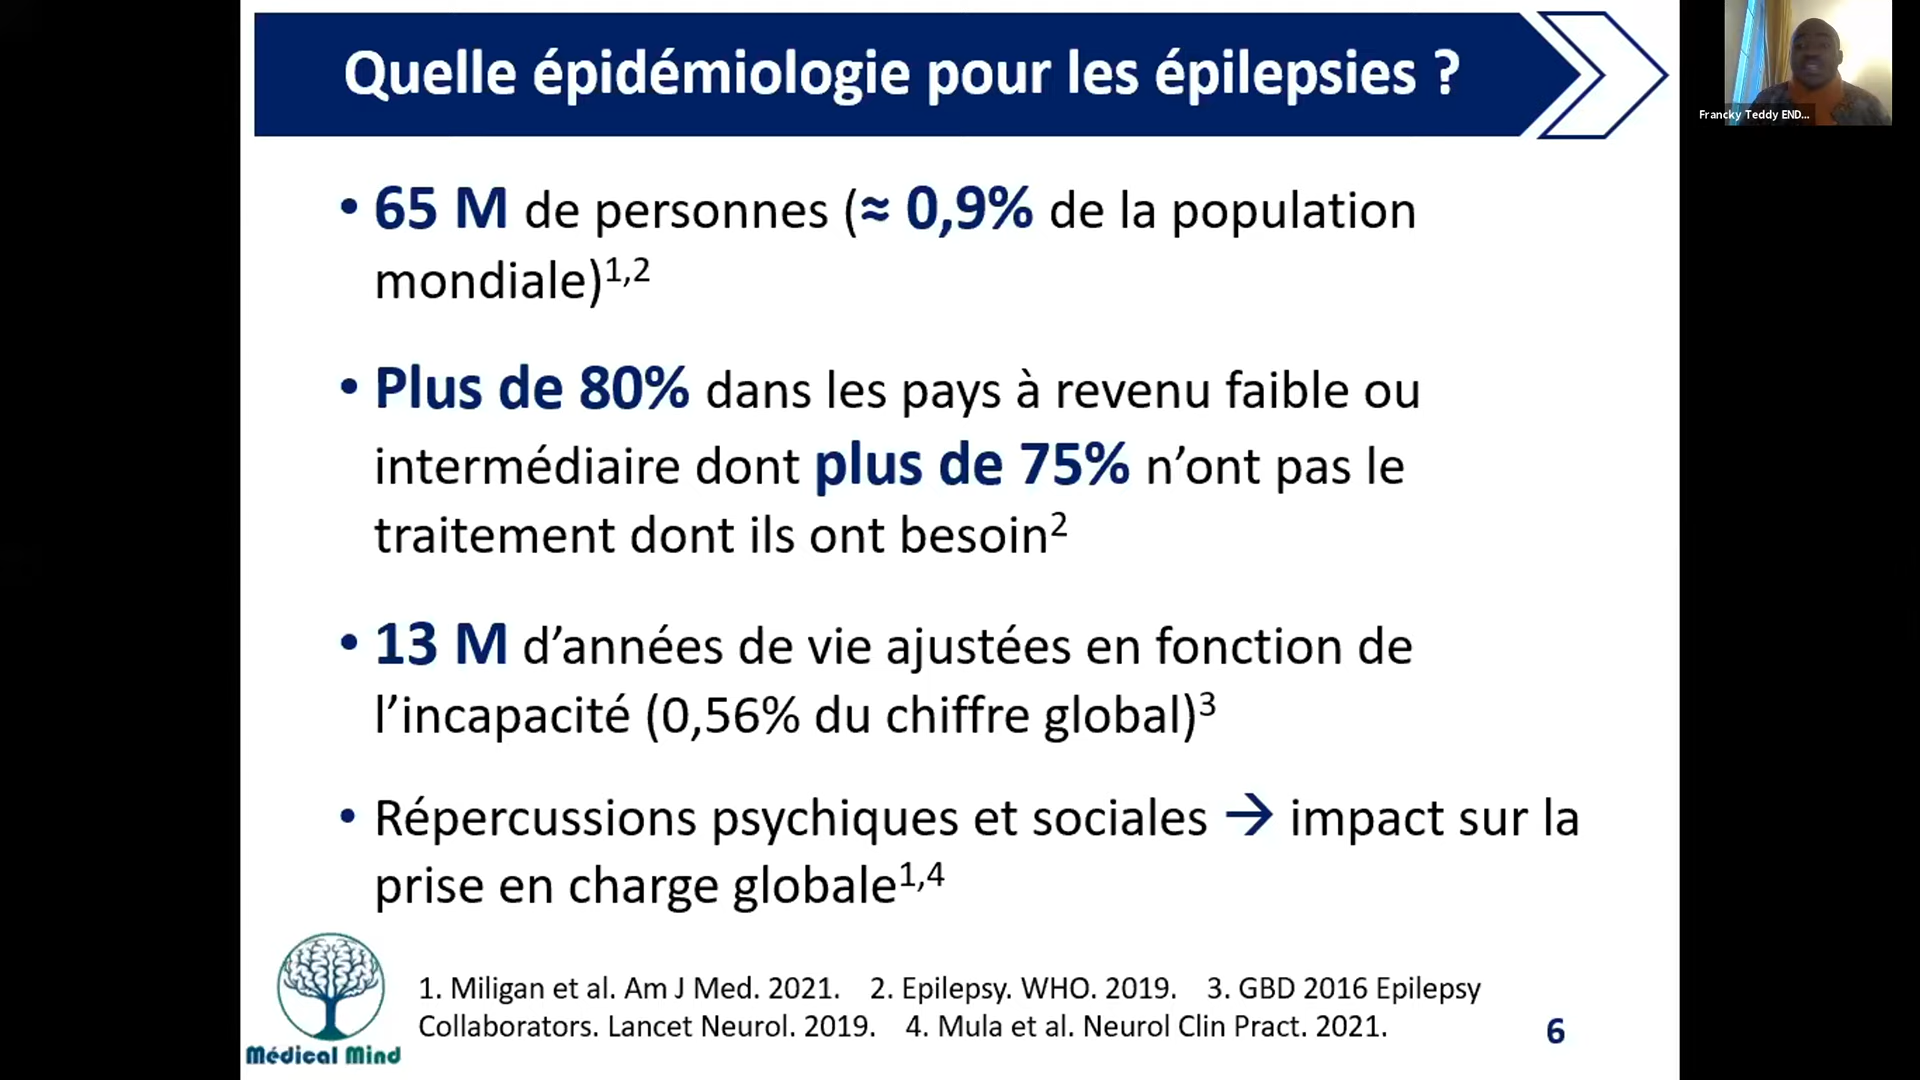 Quelle épidémiologie pour les épilepsies ?
Francky Teddy END...
• 65 M de personnes (≈ 0,9% de la population
mondiale)1,2
• Plus de 80% dans les pays à revenu faible ou
intermédiaire dont plus de 75% n’ont pas le
traitement dont ils ont besoin2
• 13 M d’années de vie ajustées en fonction de
l’incapacité (0,56% du chiffre global)3
• Répercussions psychiques et sociales → impact sur la
prise en charge globale1,4
1. Miligan et al. Am J Med. 2021. 2. Epilepsy. WHO. 2019. 3. GBD 2016 Epilepsy
Collaborators. Lancet Neurol. 2019. 4. Mula et al. Neurol Clin Pract. 2021.
6
Médical Mind